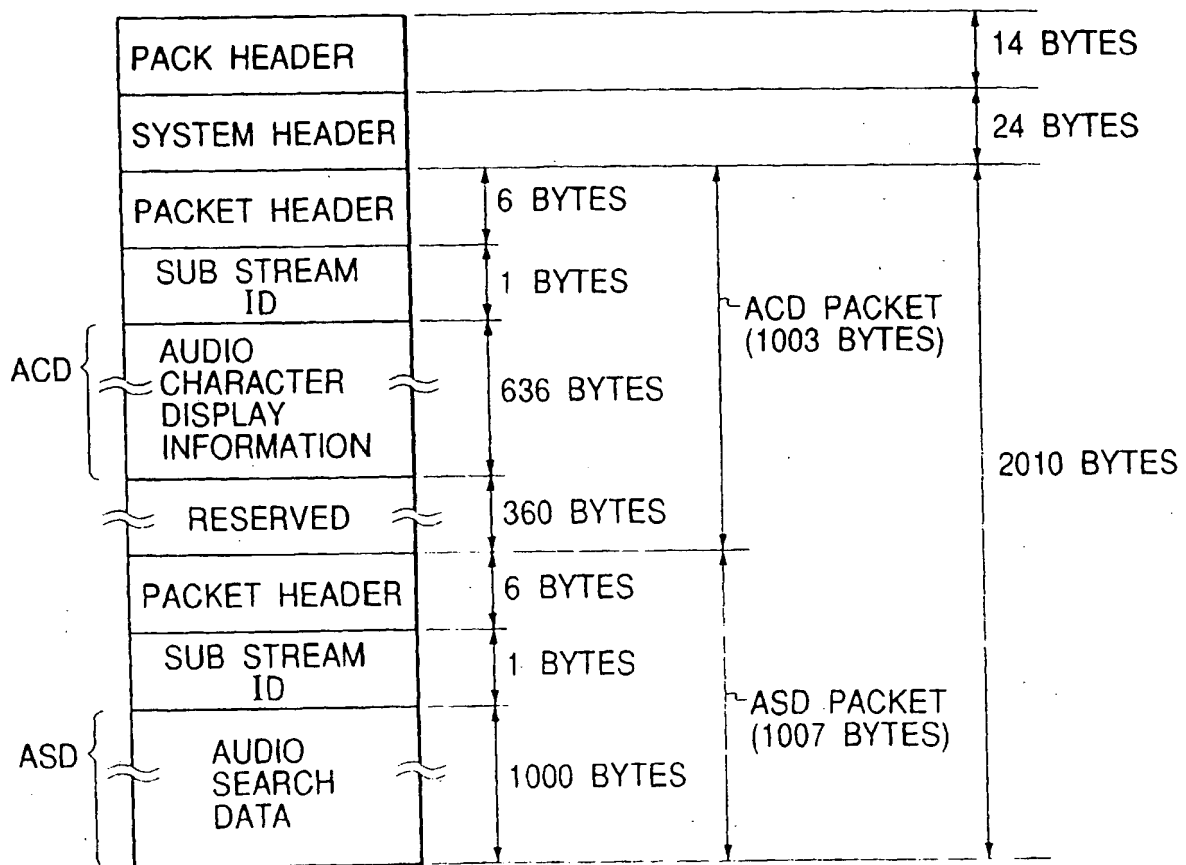 PACK HEADER
14 BYTES
SYSTEM HEADER
24 BYTES
PACKET HEADER
6 BYTES
SUB STREAM
ID
1 BYTES
ACD PACKET
(1003 BYTES)
ACD
AUDIO
CHARACTER
DISPLAY
INFORMATION
636 BYTES
2010 BYTES
RESERVED
360 BYTES
PACKET HEADER
6 BYTES
SUB STREAM
ID
1 BYTES
ASD PACKET
(1007 BYTES)
ASD
AUDIO
SEARCH
DATA
1000 BYTES